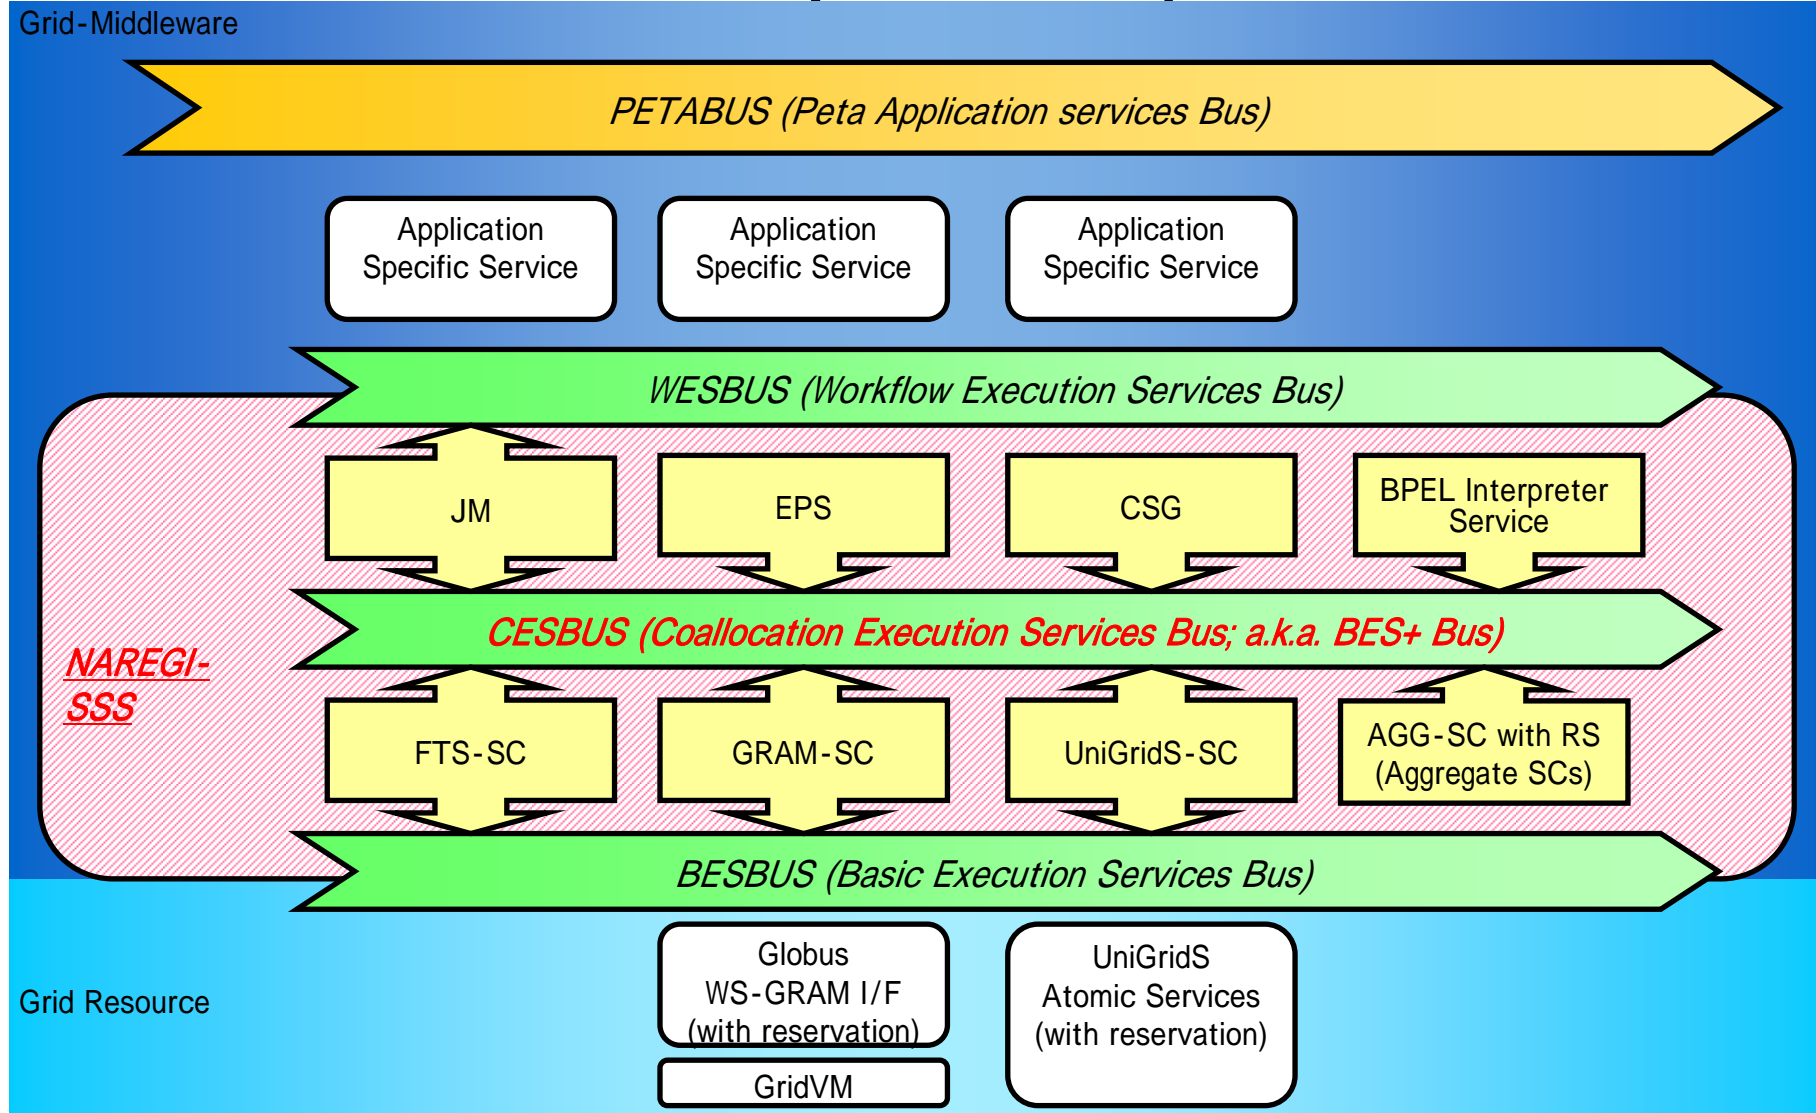 Grid-Middleware
PETABUS (Peta Application services Bus)
Application
Specific Service
Application
Specific Service
Application
Specific Service
WESBUS (Workflow Execution Services Bus)
JM
EPS
CSG
BPEL Interpreter
Service
CESBUS (Coallocation Execution Services Bus; a.k.a. BES+ Bus)
NAREGI-
SSS
FTS-SC
GRAM-SC
UniGridS-SC
AGG-SC with RS
(Aggregate SCs)
BESBUS (Basic Execution Services Bus)
Grid Resource
Globus
WS-GRAM I/F
(with reservation)
GridVM
UniGridS
Atomic Services
(with reservation)